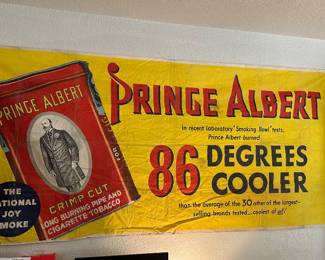 PRINCE ALBERT
CRIMP CUT
LONG BURNING PIPE AND
CIGARETTE TOBACCO
THE
NATIONAL
JOY
SMOKE
PRINCE ALBERT
In recent laboratory "Smoking Bowl" tests,
Prince Albert burned
86 DEGREES
COOLER
than the average of the 30 other of the largest-
selling brands tested...coolest of all!